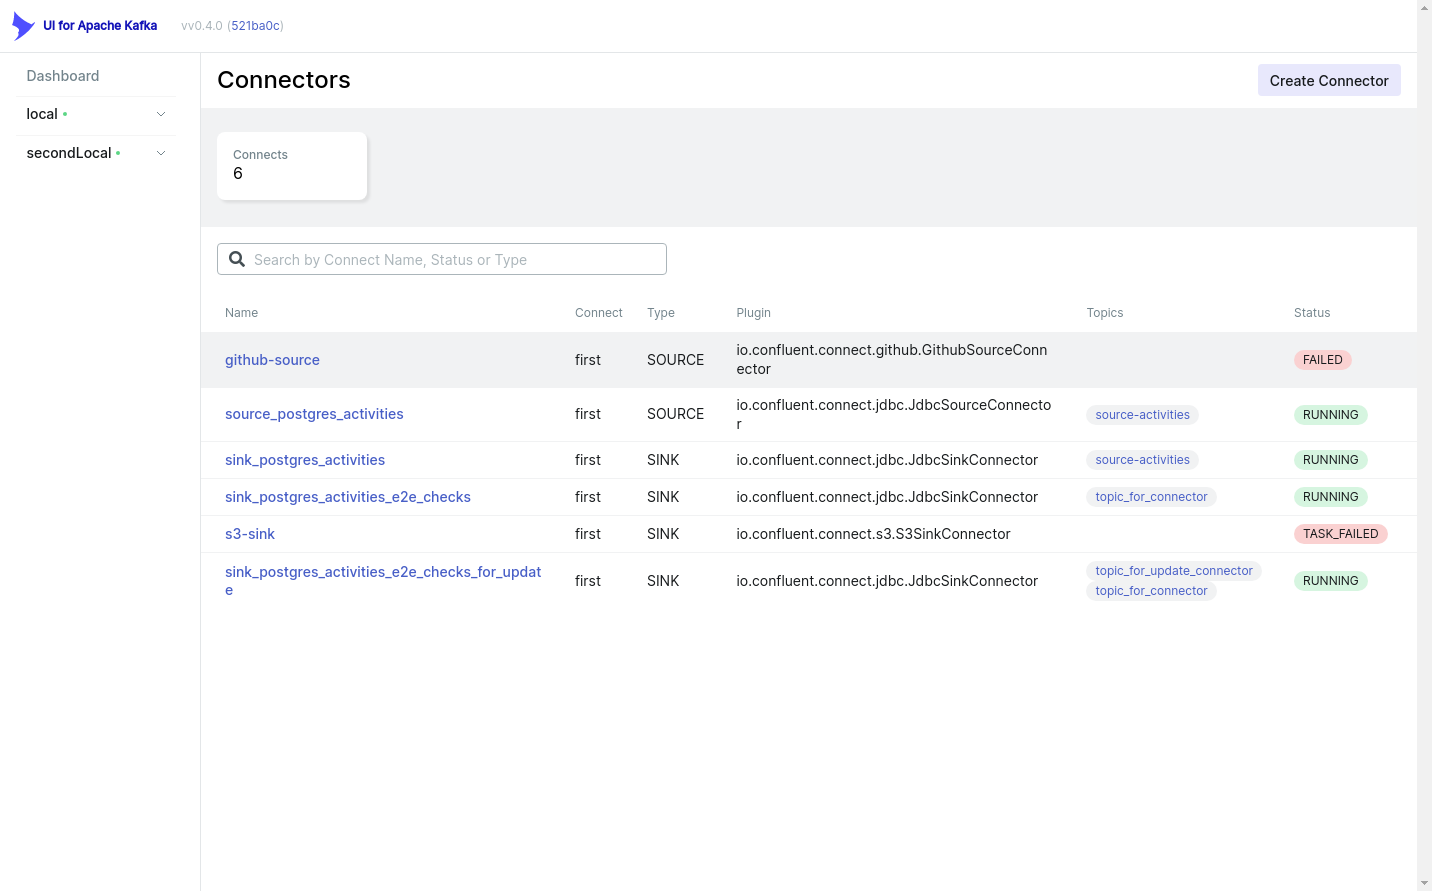 UI for Apache Kafka vv0.4.0 (521ba0c)
Dashboard
local
secondLocal
Connectors
Create Connector
Connects
6
Search by Connect Name, Status or Type
Name Connect Type Plugin Topics Status
github-source first SOURCE io.confluent.connect.github.GithubSourceConn
ector FAILED
source_postgres_activities first SOURCE io.confluent.connect.jdbc.JdbcSourceConnecto
r source-activities RUNNING
sink_postgres_activities first SINK io.confluent.connect.jdbc.JdbcSinkConnector source-activities RUNNING
sink_postgres_activities_e2e_checks first SINK io.confluent.connect.jdbc.JdbcSinkConnector topic_for_connector RUNNING
s3-sink first SINK io.confluent.connect.s3.S3SinkConnector TASK_FAILED
sink_postgres_activities_e2e_checks_for_updat
e first SINK io.confluent.connect.jdbc.JdbcSinkConnector topic_for_update_connector
topic_for_connector RUNNING